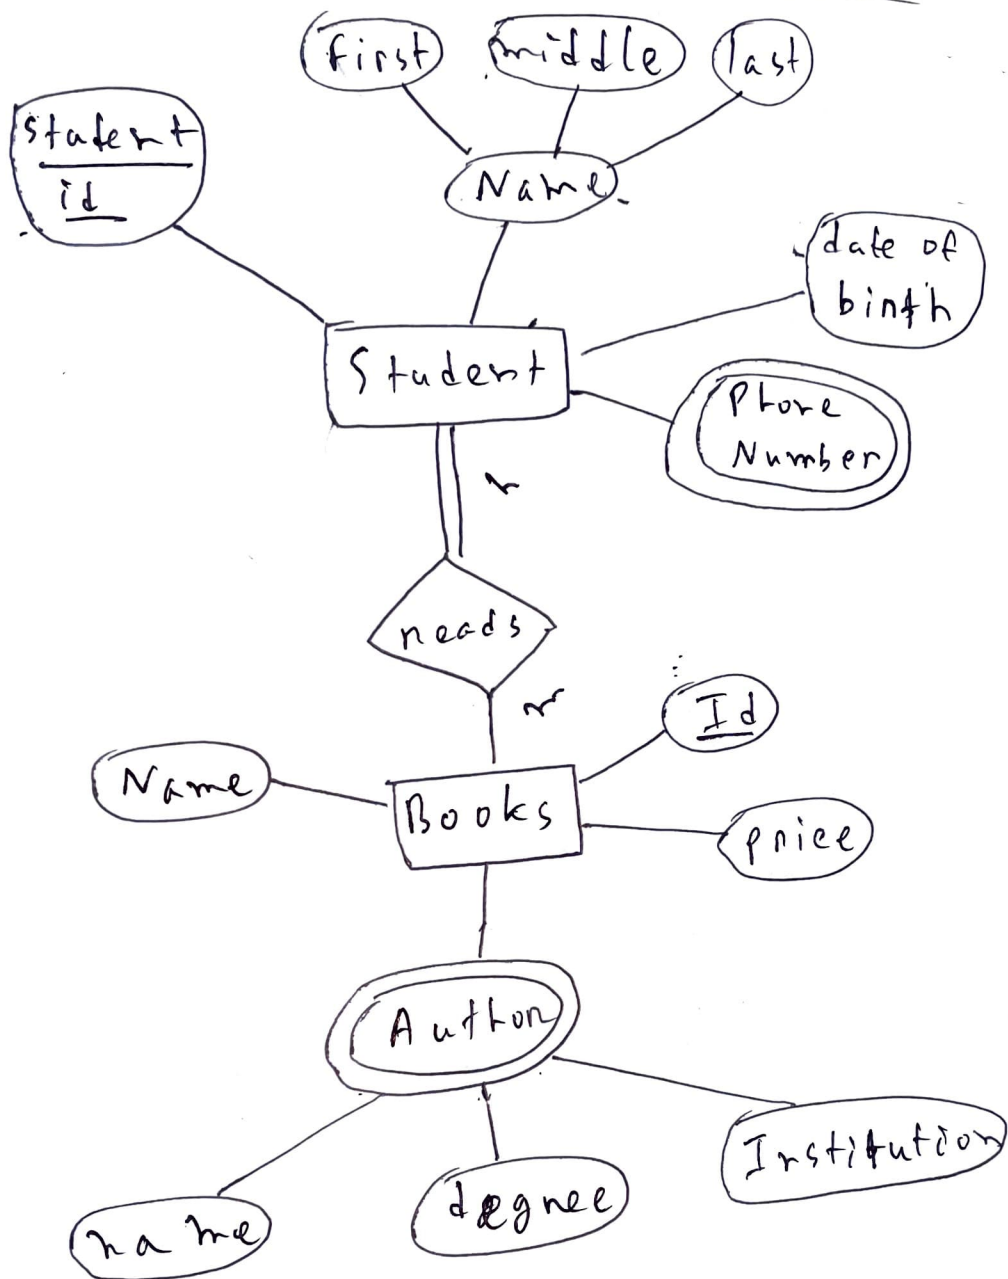 first
middle
last
student
id
Name
date of
birth
Student
Phone
Number
n
reads
n
Id
Name
Books
price
Author
Institution
degree
name